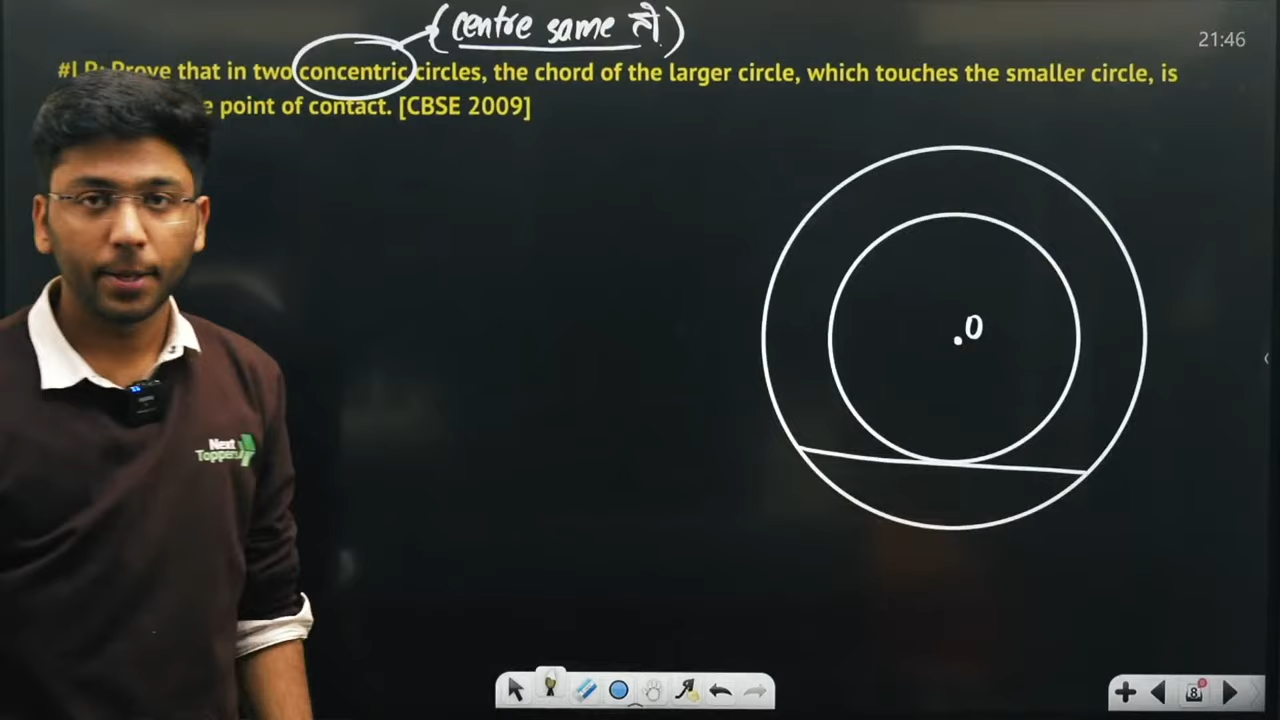 (centre same हो)
21:46
#LP: Prove that in two concentric circles, the chord of the larger circle, which touches the smaller circle, is
point of contact. [CBSE 2009]
.O
Next
Toppers
8